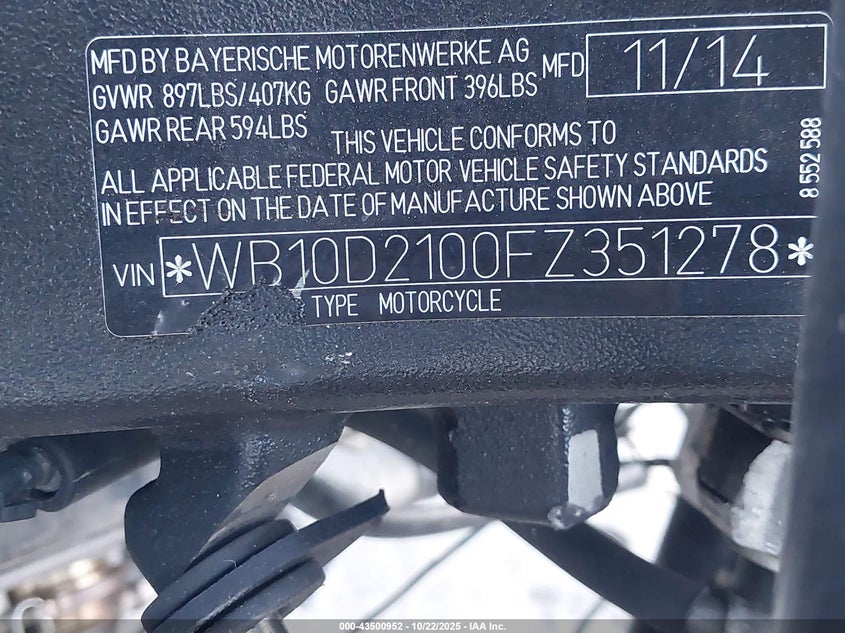 MFD BY BAYERISCHE MOTORENWERKE AG
MFD 11/14
GVWR 897LBS/407KG GAWR FRONT 396LBS
GAWR REAR 594LBS
THIS VEHICLE CONFORMS TO
ALL APPLICABLE FEDERAL MOTOR VEHICLE SAFETY STANDARDS
IN EFFECT ON THE DATE OF MANUFACTURE SHOWN ABOVE
8 552 588
VIN *WB10D2100FZ351278*
TYPE MOTORCYCLE
000-43500952 - 10/22/2025 - IAA Inc.